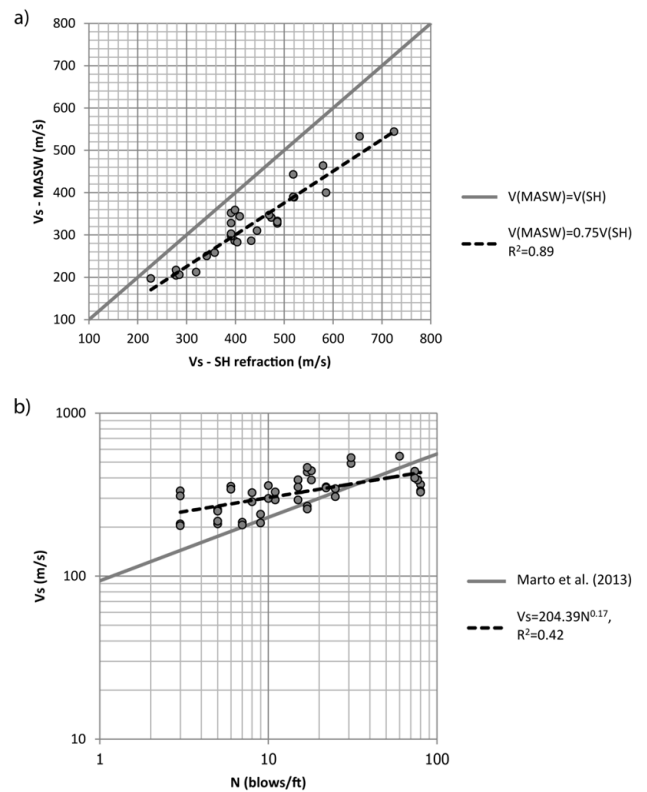 a)
800
700
600
500
400
300
200
100
Vs - MASW (m/s)
100 200 300 400 500 600 700 800
Vs - SH refraction (m/s)
V(MASW)=V(SH)
V(MASW)=0.75V(SH)
R²=0.89
b)
1000
100
10
Vs (m/s)
1 10 100
N (blows/ft)
Marto et al. (2013)
Vs=204.39N⁰·¹⁷,
R²=0.42